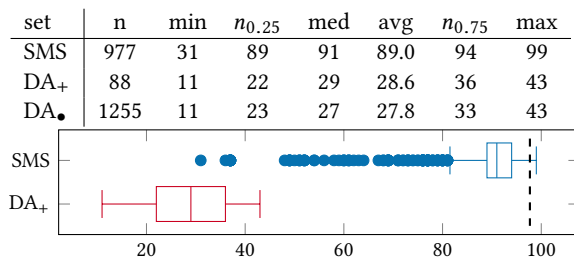 set n min n0.25 med avg n0.75 max
SMS 977 31 89 91 89.0 94 99
DA+ 88 11 22 29 28.6 36 43
DA● 1255 11 23 27 27.8 33 43
SMS
DA+
20 40 60 80 100